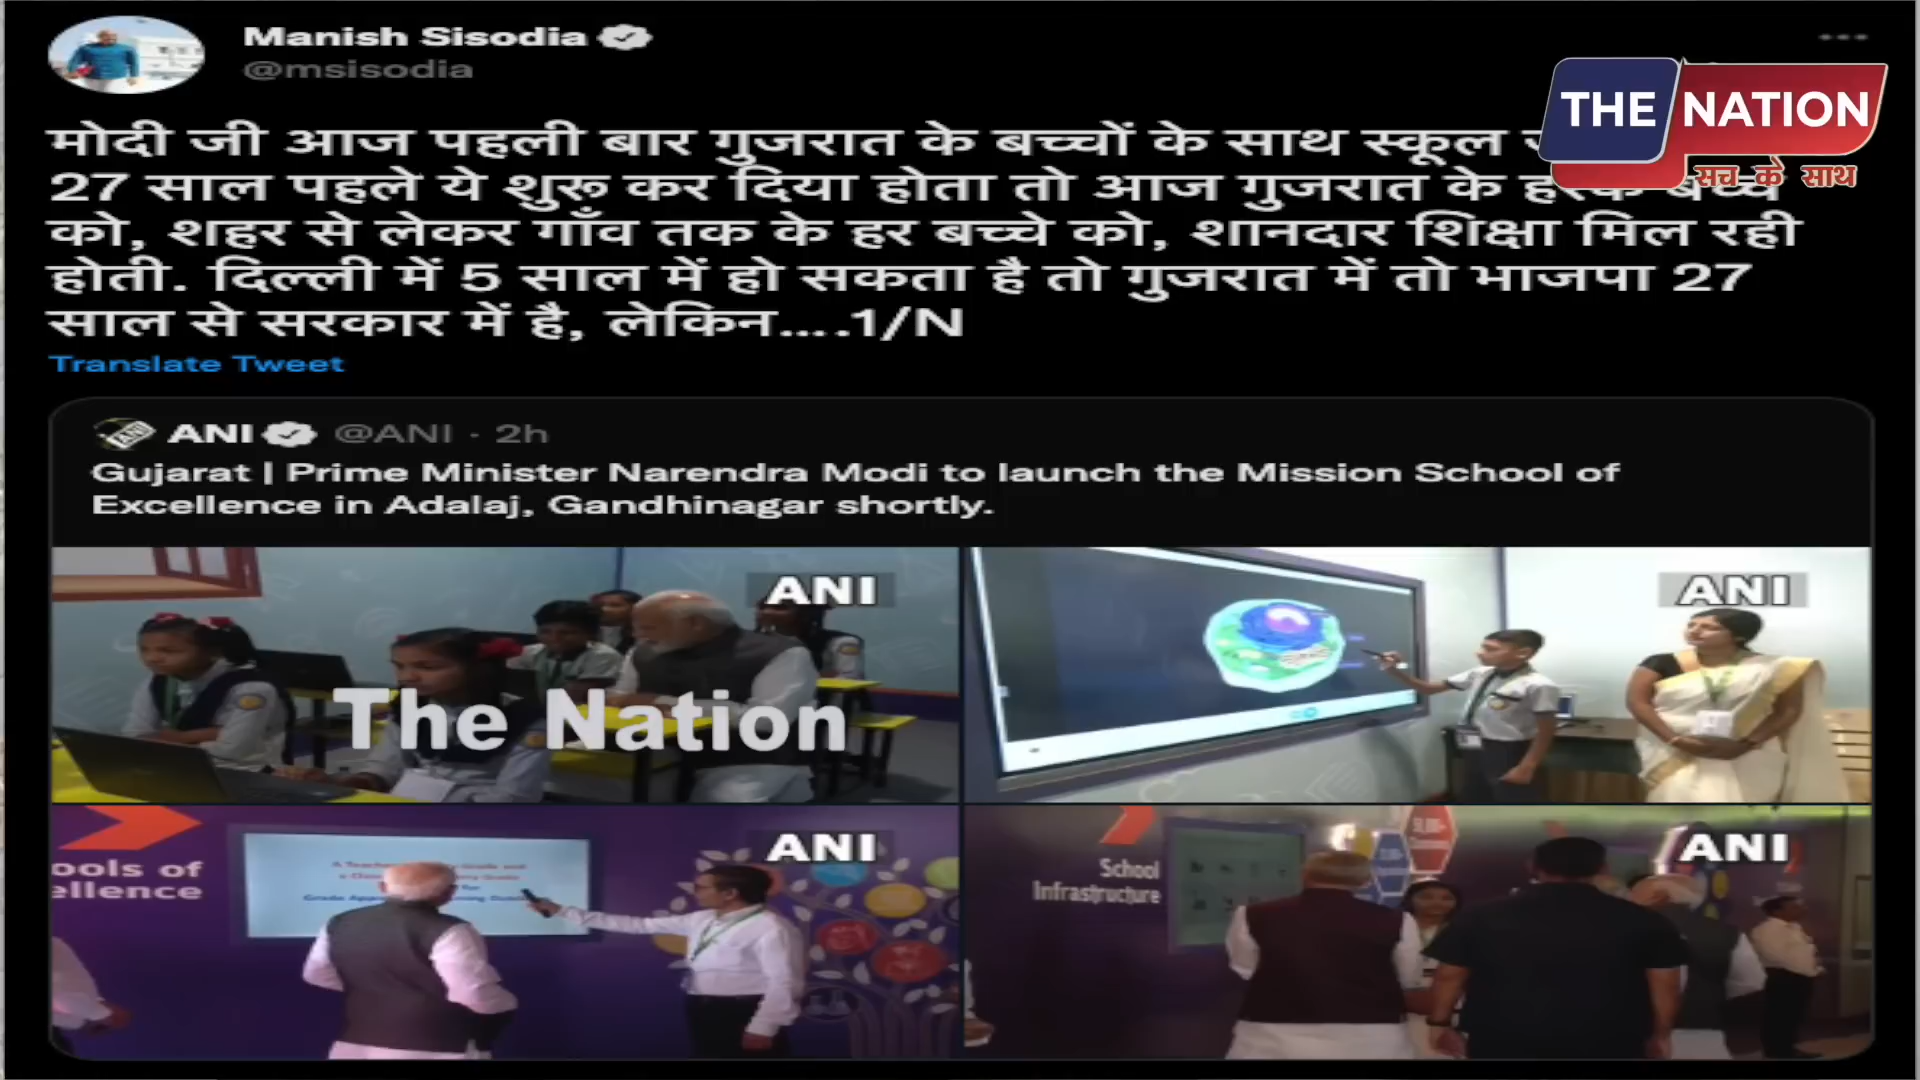 Manish Sisodia
@msisodia
THE NATION
सच के साथ
मोदी जी आज पहली बार गुजरात के बच्चों के साथ स्कूल
27 साल पहले ये शुरू कर दिया होता तो आज गुजरात के हरेक बच्चे
को, शहर से लेकर गाँव तक के हर बच्चे को, शानदार शिक्षा मिल रही
होती. दिल्ली में 5 साल में हो सकता है तो गुजरात में तो भाजपा 27
साल से सरकार में है, लेकिन....1/N
Translate Tweet
ANI @ANI · 2h
Gujarat | Prime Minister Narendra Modi to launch the Mission School of
Excellence in Adalaj, Gandhinagar shortly.
ANI
ANI
The Nation
ools of
ellence
ANI
School
Infrastructure
ANI